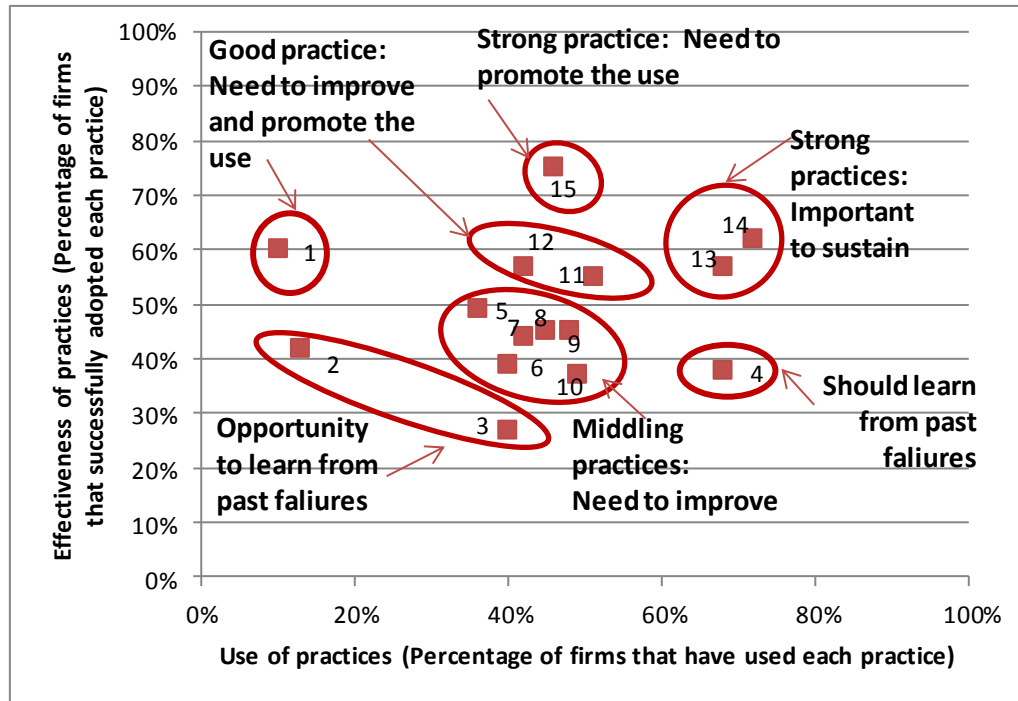 Effectiveness of practices (Percentage of firms
that successfully adopted each practice)
100%
90%
80%
70%
60%
50%
40%
30%
20%
10%
0%
Good practice:
Need to improve
and promote the
use
Strong practice: Need to
promote the use
Strong
practices:
Important
to sustain
15
14
13
12
11
1
5
8
7
9
6
10
2
3
4
Opportunity
to learn from
past faliures
Middling
practices:
Need to improve
Should learn
from past
faliures
0%
20%
40%
60%
80%
100%
Use of practices (Percentage of firms that have used each practice)